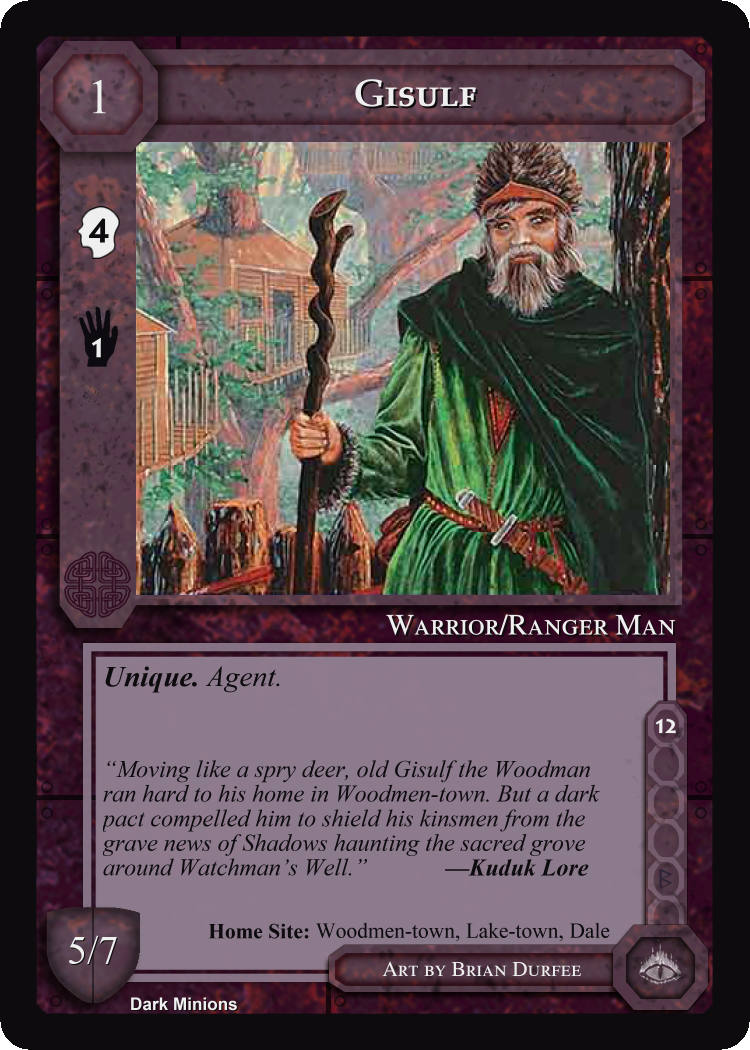 1
Gisulf
4
1
Warrior/Ranger Man
Unique. Agent.
12
“Moving like a spry deer, old Gisulf the Woodman
ran hard to his home in Woodmen-town. But a dark
pact compelled him to shield his kinsmen from the
grave news of Shadows haunting the sacred grove
around Watchman’s Well.” —Kuduk Lore
Home Site: Woodmen-town, Lake-town, Dale
5/7
Art by Brian Durfee
Dark Minions